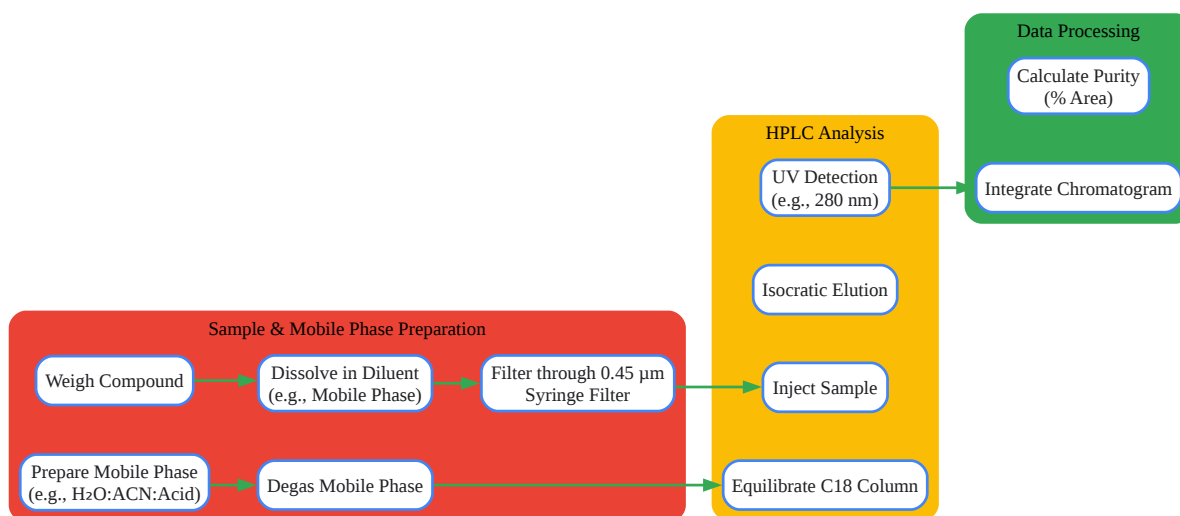 Data Processing
Calculate Purity
(% Area)
Integrate Chromatogram
HPLC Analysis
UV Detection
(e.g., 280 nm)
Isocratic Elution
Inject Sample
Equilibrate C18 Column
Sample & Mobile Phase Preparation
Weigh Compound
Dissolve in Diluent
(e.g., Mobile Phase)
Filter through 0.45 µm
Syringe Filter
Prepare Mobile Phase
(e.g., H₂O:ACN:Acid)
Degas Mobile Phase